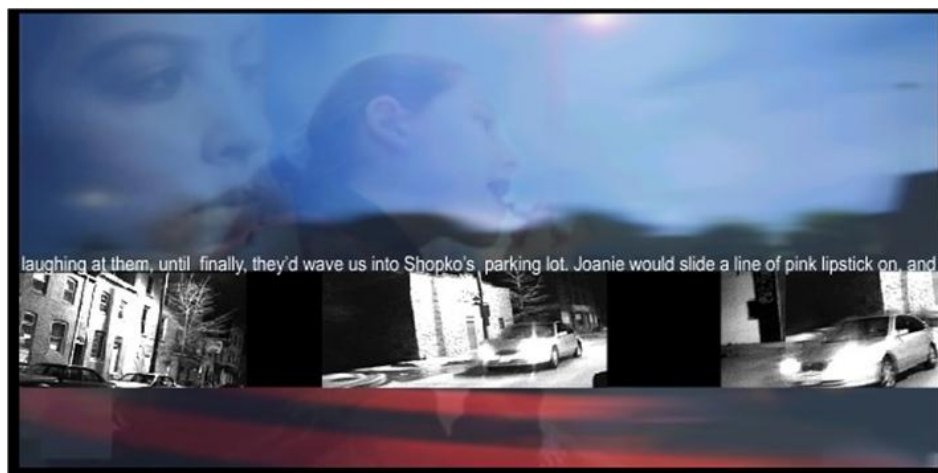 laughing at them, until finally, they'd wave us into Shopko's parking lot. Joanie would slide a line of pink lipstick on, and